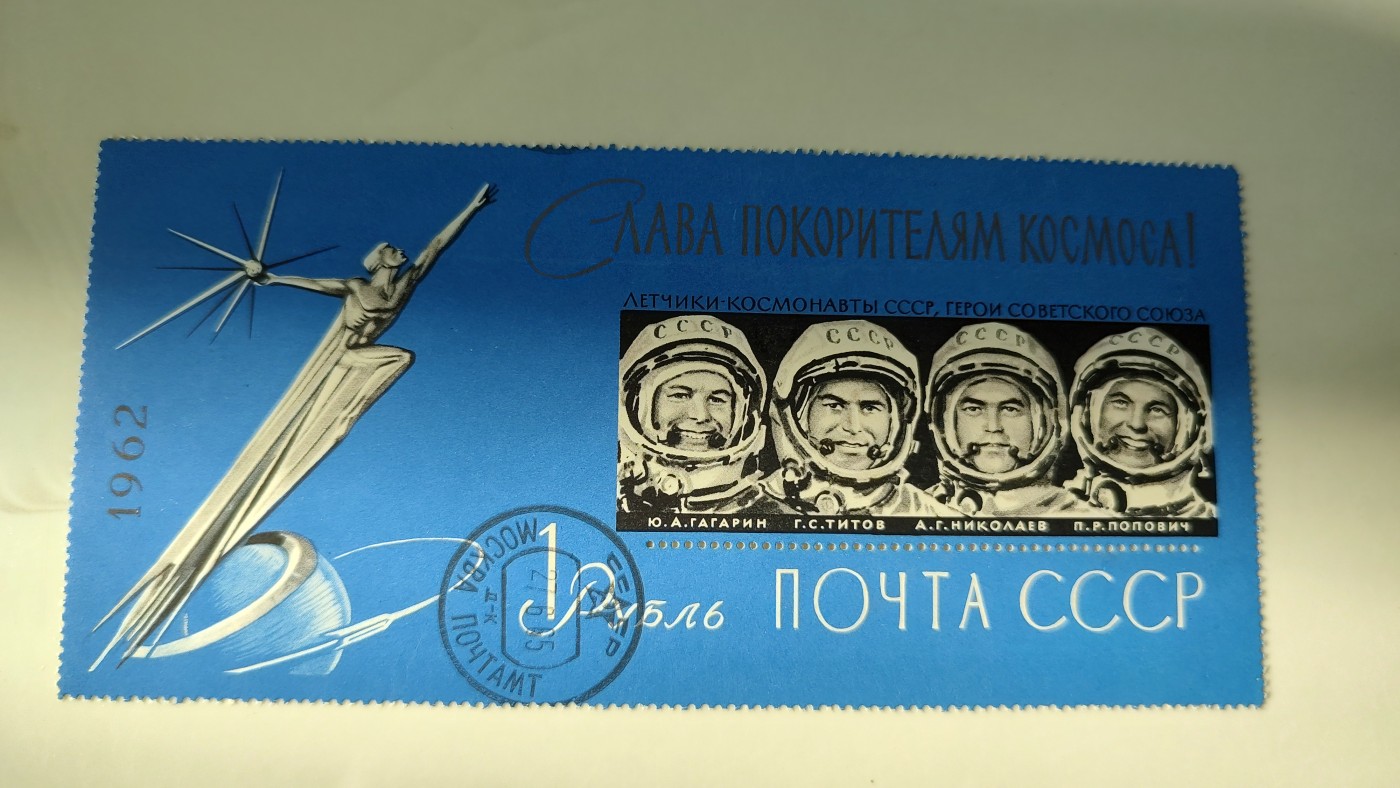 Слава покорителям космоса!
ЛЕТЧИКИ-КОСМОНАВТЫ СССР, ГЕРОИ СОВЕТСКОГО СОЮЗА
СССР СССР СССР СССР
Ю.А.ГАГАРИН Г.С.ТИТОВ А.Г.НИКОЛАЕВ П.Р.ПОПОВИЧ
1962
1 Рубль
ПОЧТА СССР
МОСКВА ПОЧТАМТ
Д-К